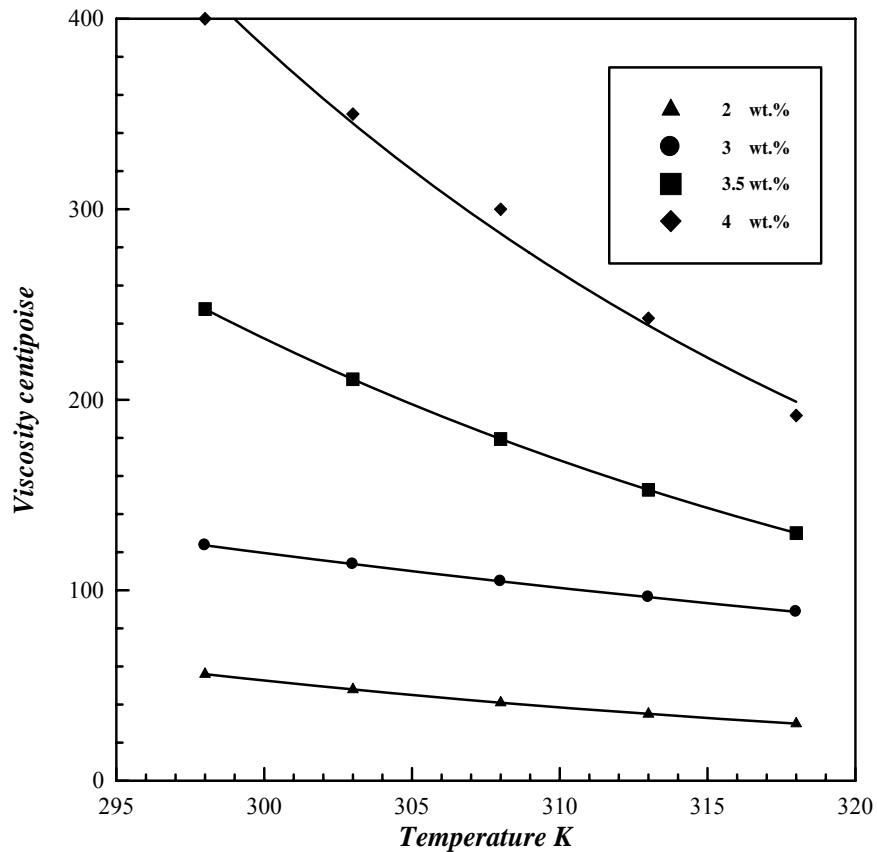 400
300
200
100
0
Viscosity centipoise
2 wt.%
3 wt.%
3.5 wt.%
4 wt.%
295 300 305 310 315 320
Temperature K